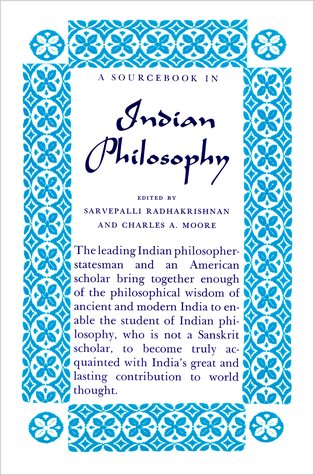 A SOURCEBOOK IN
Indian
Philosophy
EDITED BY
SARVEPALLI RADHAKRISHNAN
AND CHARLES A. MOORE
The leading Indian philosopher-
statesman and an American
scholar bring together enough
of the philosophical wisdom of
ancient and modern India to en-
able the student of Indian phi-
losophy, who is not a Sanskrit
scholar, to become truly ac-
quainted with India's great and
lasting contribution to world
thought.